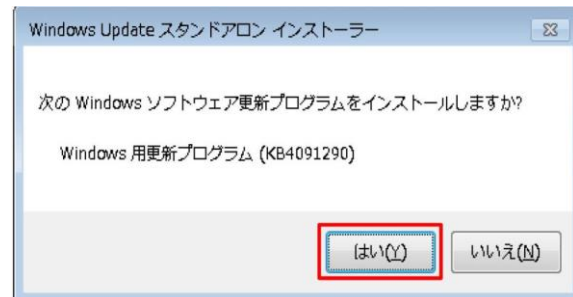 Windows Update スタンドアロン インストーラー
次の Windows ソフトウェア更新プログラムをインストールしますか?
Windows 用更新プログラム (KB4091290)
はい(Y)
いいえ(N)